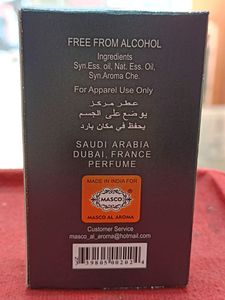 FREE FROM ALCOHOL
Ingredients
Syn.Ess. oil, Nat. Ess. Oil,
Syn.Aroma Che.
For Apparel Use Only
عطر مركز
يوضع على الجسم
يحفظ في مكان بارد
SAUDI ARABIA
DUBAI, FRANCE
PERFUME
MADE IN INDIA FOR
MASCO
MASCO AL AROMA
Customer Service
masco_al_aroma@hotmail.com